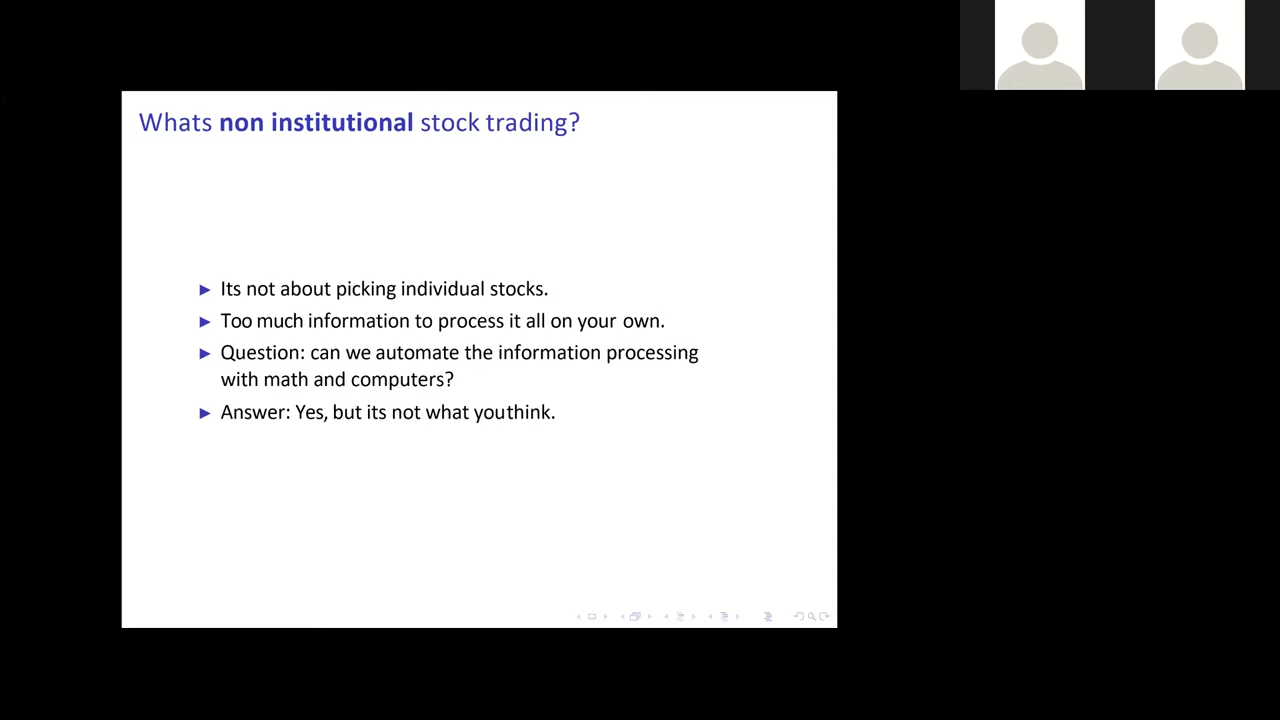 Whats non institutional stock trading?
Its not about picking individual stocks.
Too much information to process it all on your own.
Question: can we automate the information processing
with math and computers?
Answer: Yes, but its not what youthink.